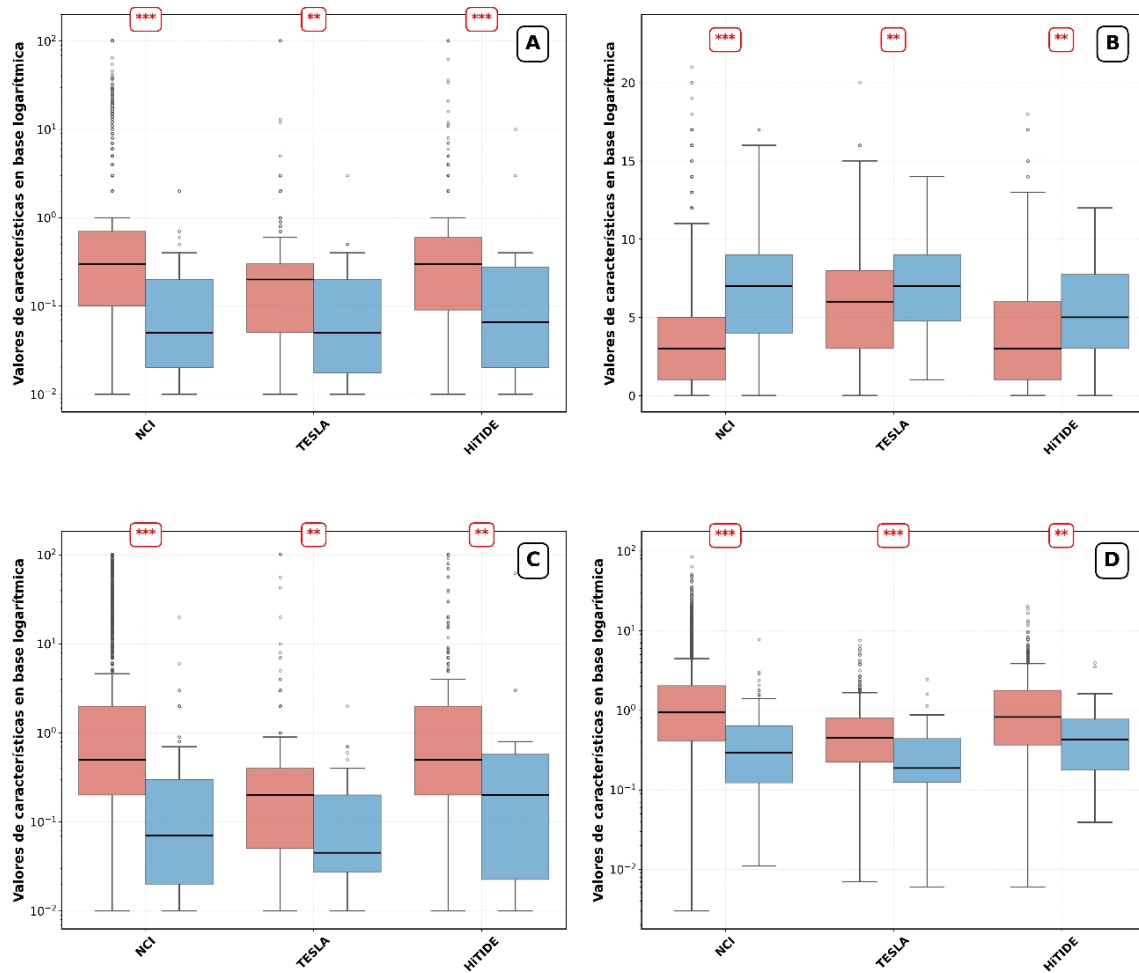 *** ** ***
A
Valores de características en base logarítmica
10²
10¹
10⁰
10⁻¹
10⁻²
NCI TESLA HiTIDE
*** ** **
B
Valores de características en base logarítmica
20
15
10
5
0
NCI TESLA HiTIDE
*** ** **
C
Valores de características en base logarítmica
10²
10¹
10⁰
10⁻¹
10⁻²
NCI TESLA HiTIDE
*** *** **
D
Valores de características en base logarítmica
10²
10¹
10⁰
10⁻¹
10⁻²
NCI TESLA HiTIDE